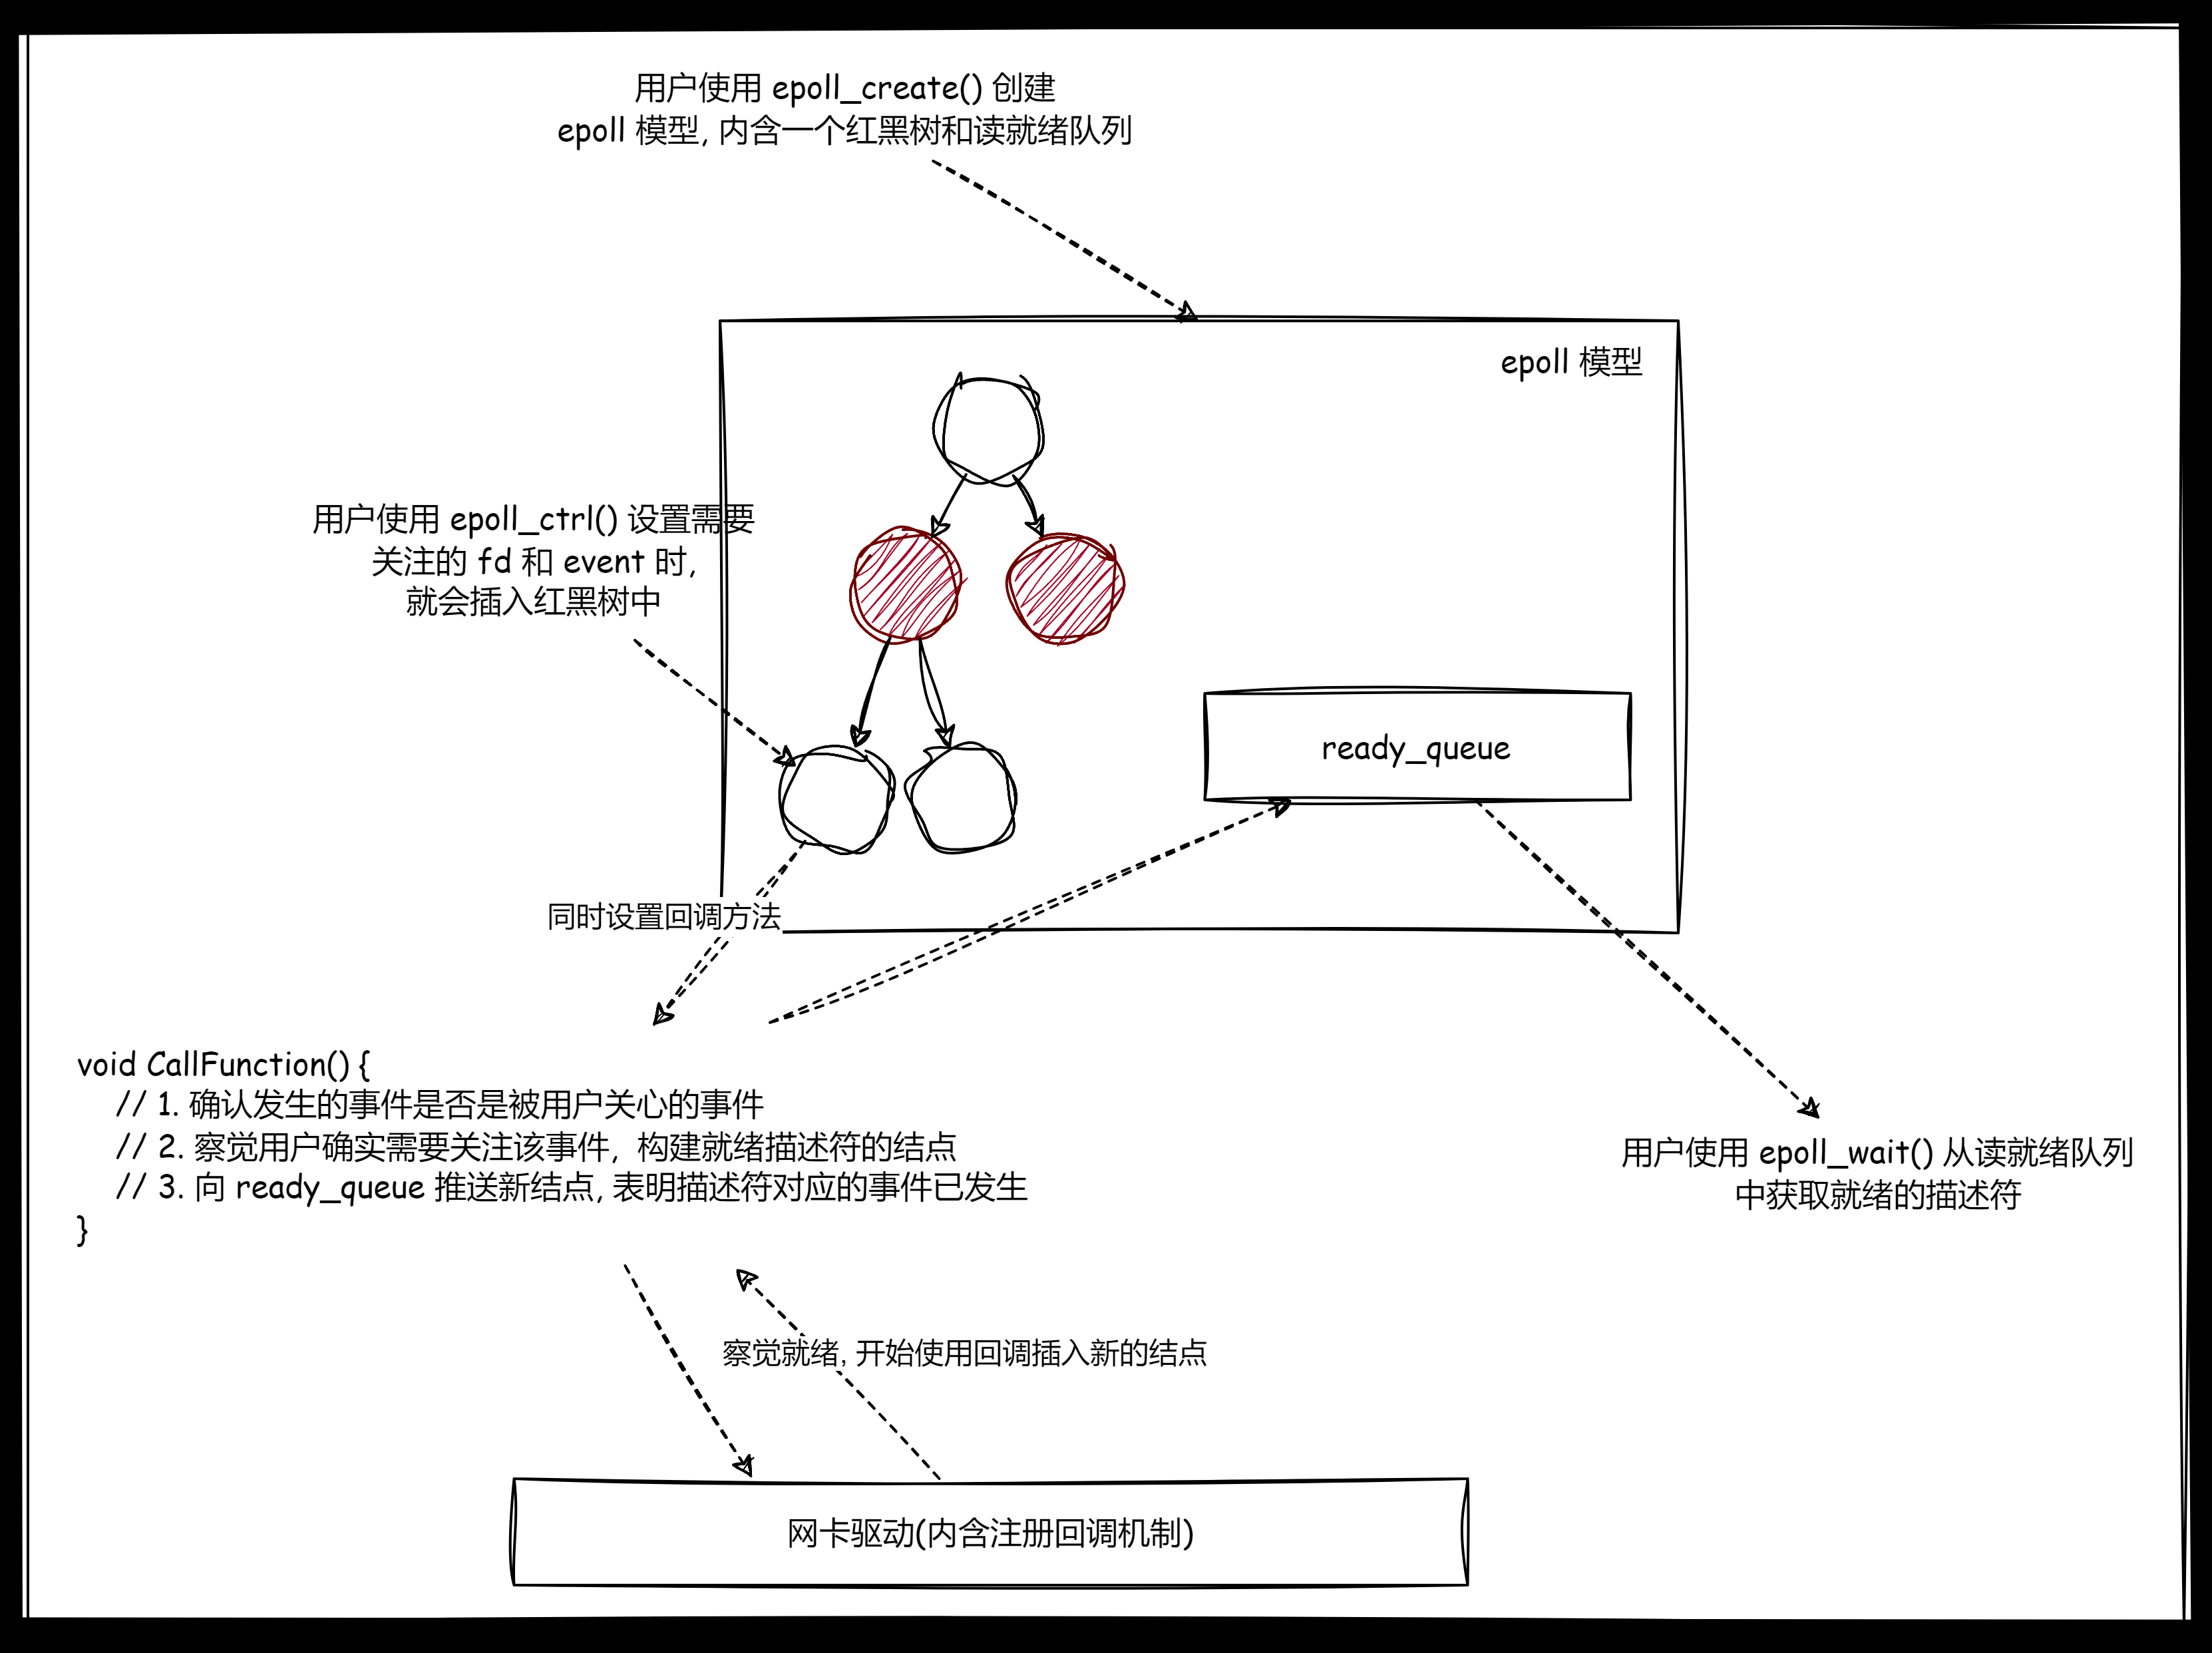 用户使用 epoll_create() 创建
epoll 模型, 内含一个红黑树和读就绪队列
epoll 模型
用户使用 epoll_ctrl() 设置需要
关注的 fd 和 event 时,
就会插入红黑树中
ready_queue
同时设置回调方法
void CallFunction() {
// 1. 确认发生的事件是否是被用户关心的事件
// 2. 察觉用户确实需要关注该事件，构建就绪描述符的结点
// 3. 向 ready_queue 推送新结点, 表明描述符对应的事件已发生
}
用户使用 epoll_wait() 从读就绪队列
中获取就绪的描述符
察觉就绪, 开始使用回调插入新的结点
网卡驱动(内含注册回调机制)